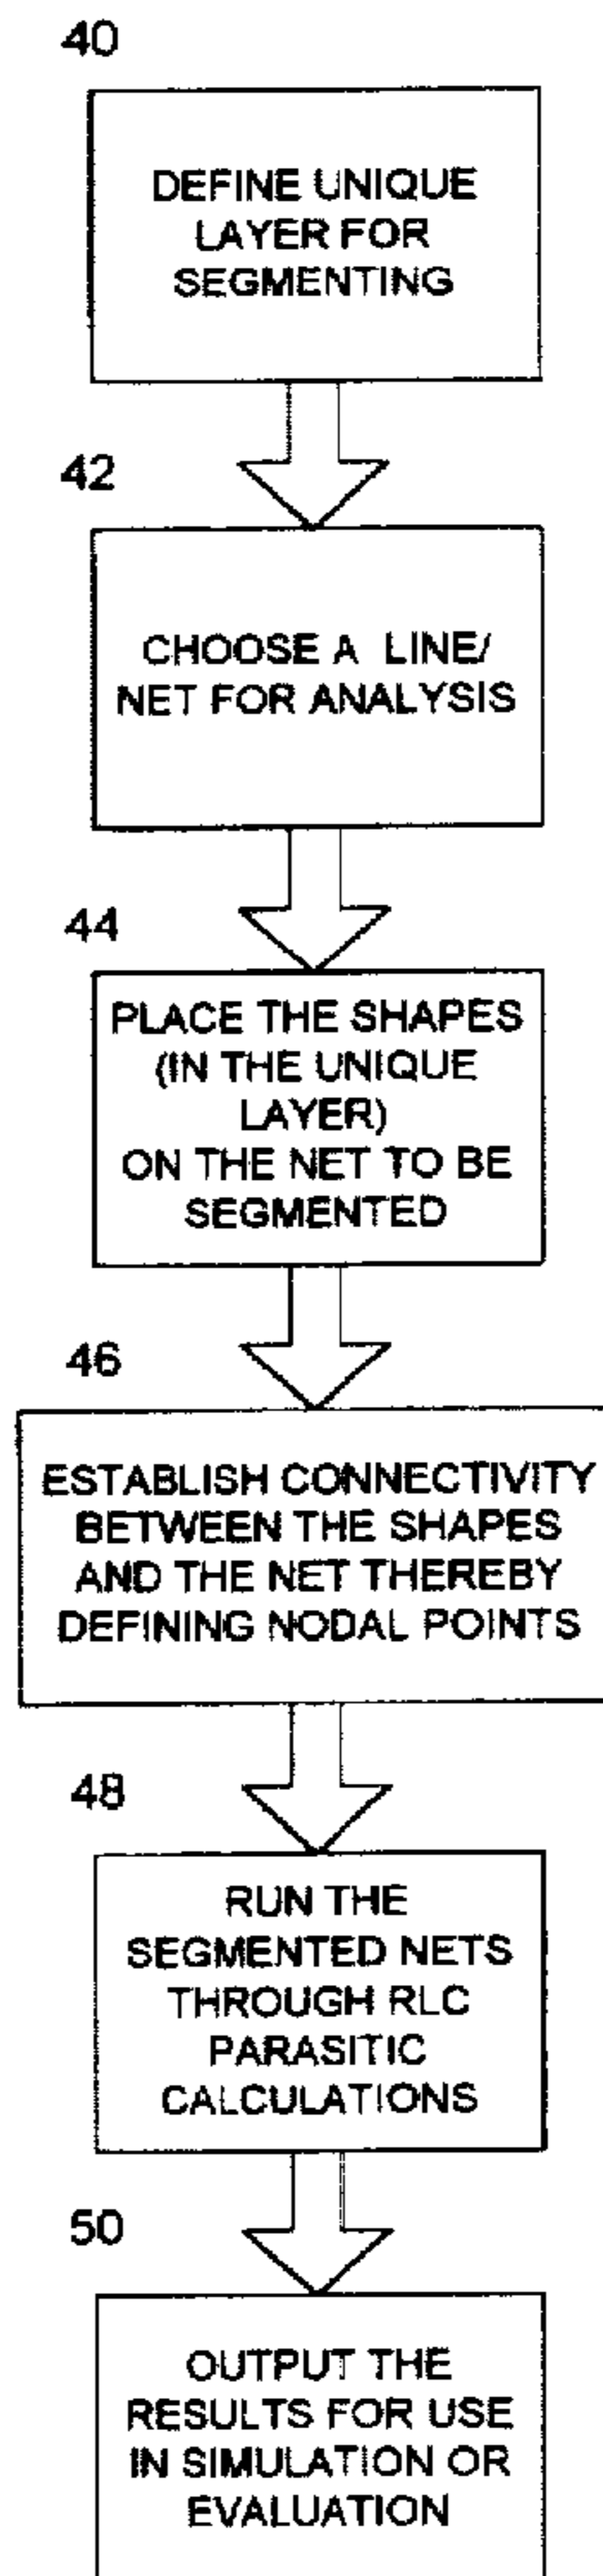 40
DEFINE UNIQUE
LAYER FOR
SEGMENTING
42
CHOOSE A LINE/
NET FOR ANALYSIS
44
PLACE THE SHAPES
(IN THE UNIQUE
LAYER)
ON THE NET TO BE
SEGMENTED
46
ESTABLISH CONNECTIVITY
BETWEEN THE SHAPES
AND THE NET THEREBY
DEFINING NODAL POINTS
48
RUN THE
SEGMENTED NETS
THROUGH RLC
PARASITIC
CALCULATIONS
50
OUTPUT THE
RESULTS FOR USE
IN SIMULATION OR
EVALUATION